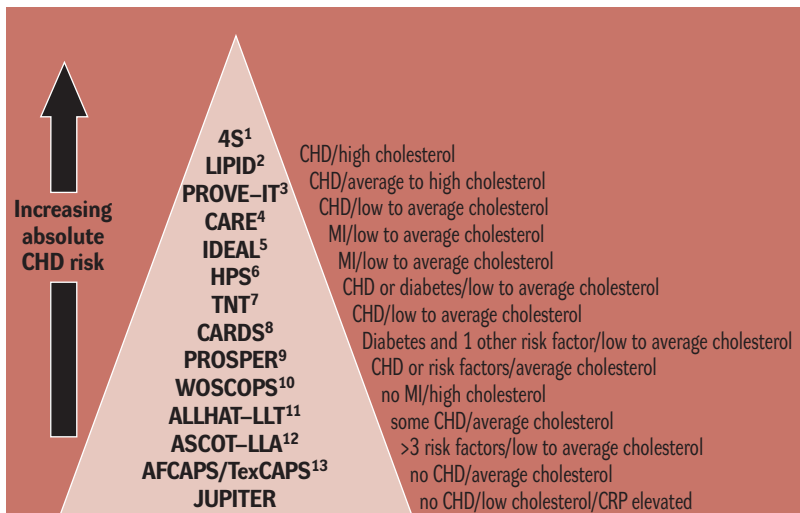 Increasing
absolute
CHD risk
4S¹ CHD/high cholesterol
LIPID² CHD/average to high cholesterol
PROVE–IT³ CHD/low to average cholesterol
CARE⁴ MI/low to average cholesterol
IDEAL⁵ MI/low to average cholesterol
HPS⁶ CHD or diabetes/low to average cholesterol
TNT⁷ CHD/low to average cholesterol
CARDS⁸ Diabetes and 1 other risk factor/low to average cholesterol
PROSPER⁹ CHD or risk factors/average cholesterol
WOSCOPS¹⁰ no MI/high cholesterol
ALLHAT–LLT¹¹ some CHD/average cholesterol
ASCOT–LLA¹² >3 risk factors/low to average cholesterol
AFCAPS/TexCAPS¹³ no CHD/average cholesterol
JUPITER no CHD/low cholesterol/CRP elevated